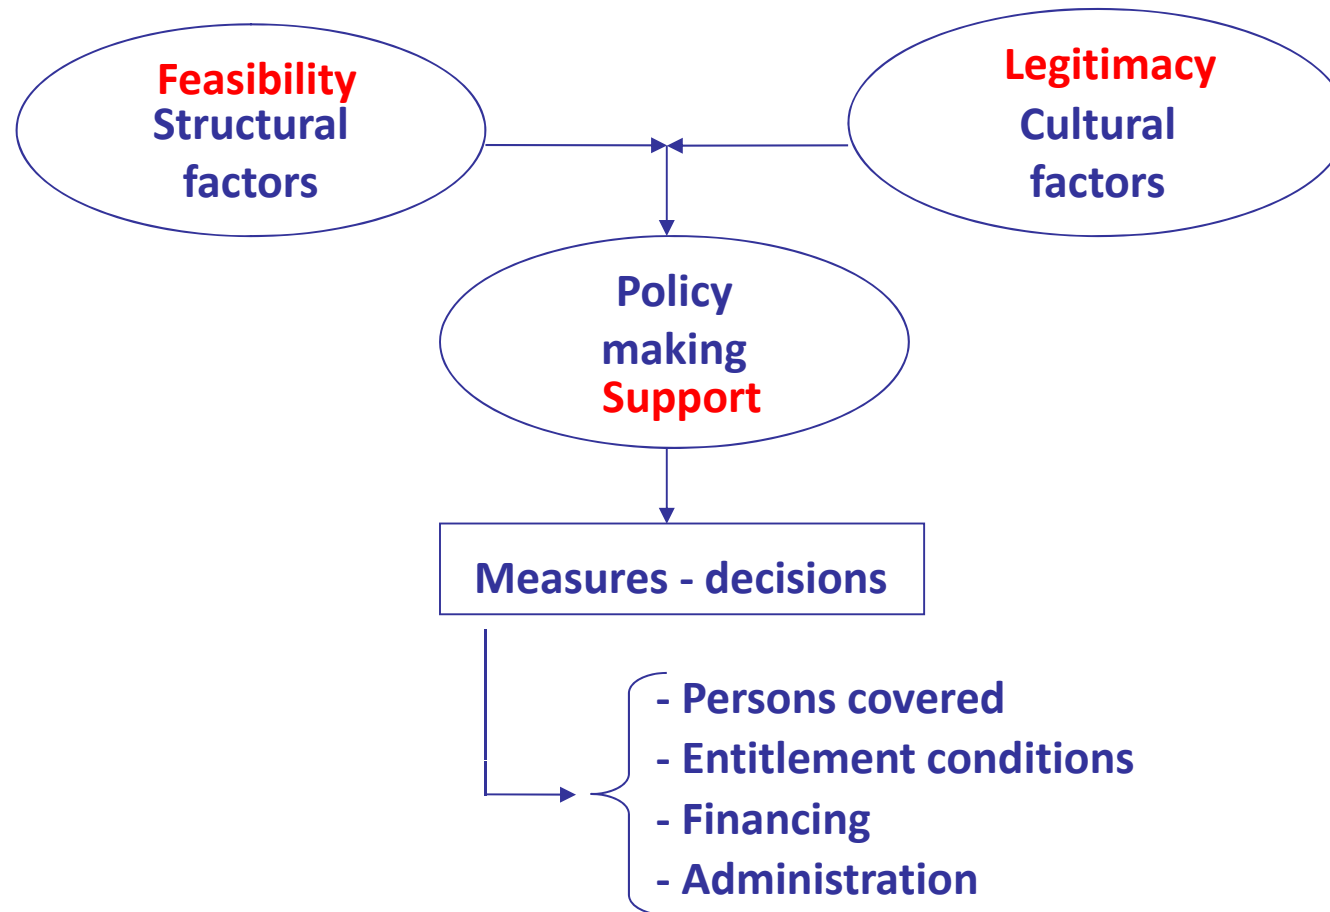 Feasibility
Structural
factors
Legitimacy
Cultural
factors
Policy
making
Support
Measures - decisions
- Persons covered
- Entitlement conditions
- Financing
- Administration